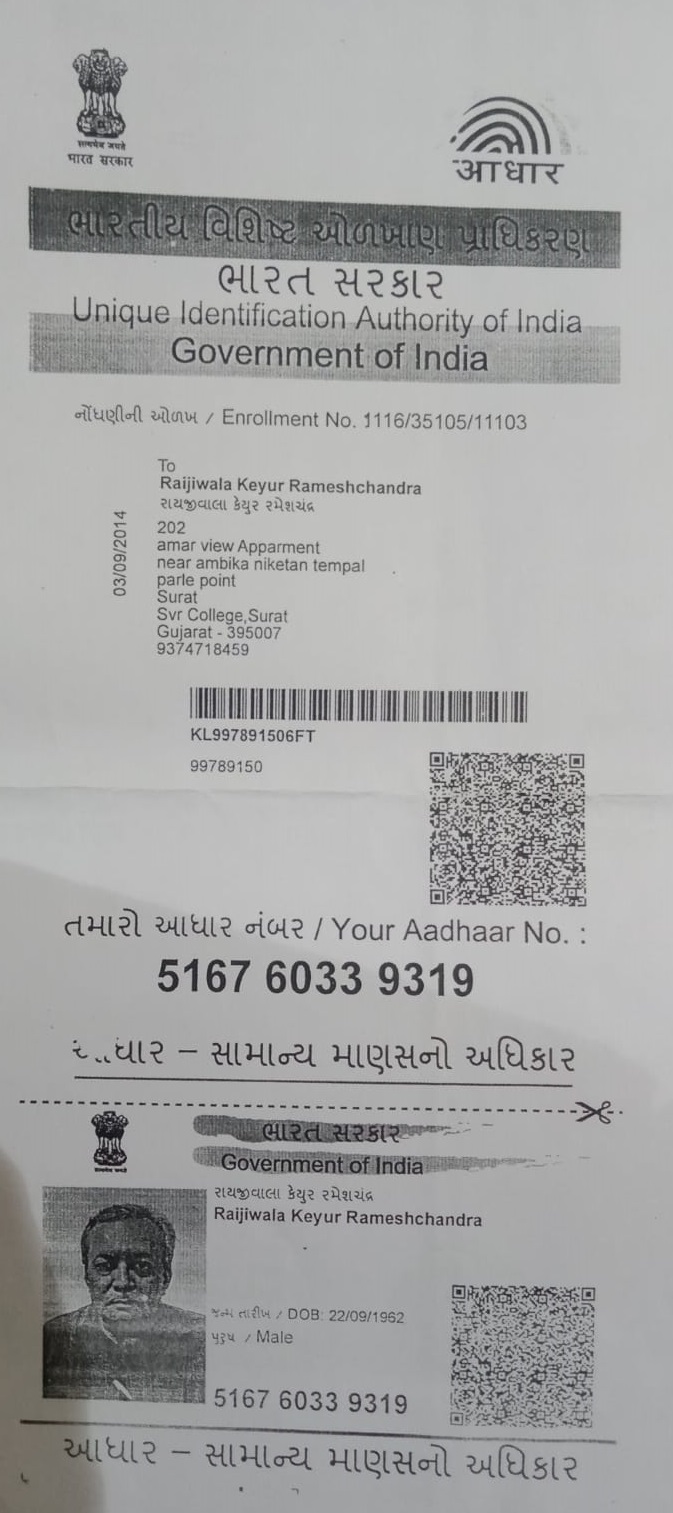 सत्यमेव जयते
भारत सरकार
आधार
ભારતીય વિશિષ્ટ ઓળખાણ પ્રાધિકરણ
ભારત સરકાર
Unique Identification Authority of India
Government of India
નોંધણીની ઓળખ / Enrollment No. 1116/35105/11103
03/09/2014
To
Raijiwala Keyur Rameshchandra
રાયજીવાલા કેયુર રમેશચંદ્ર
202
amar view Apparment
near ambika niketan tempal
parle point
Surat
Svr College,Surat
Gujarat - 395007
9374718459
KL997891506FT
99789150
તમારો આધાર નંબર / Your Aadhaar No. :
5167 6033 9319
– સામાન્ય માણસનો અધિકાર
ભારત સરકાર
Government of India
રાયજીવાલા કેયુર રમેશચંદ્ર
Raijiwala Keyur Rameshchandra
જન્મ તારીખ / DOB: 22/09/1962
પુરુષ / Male
5167 6033 9319
આધાર – સામાન્ય માણસનો અધિકાર